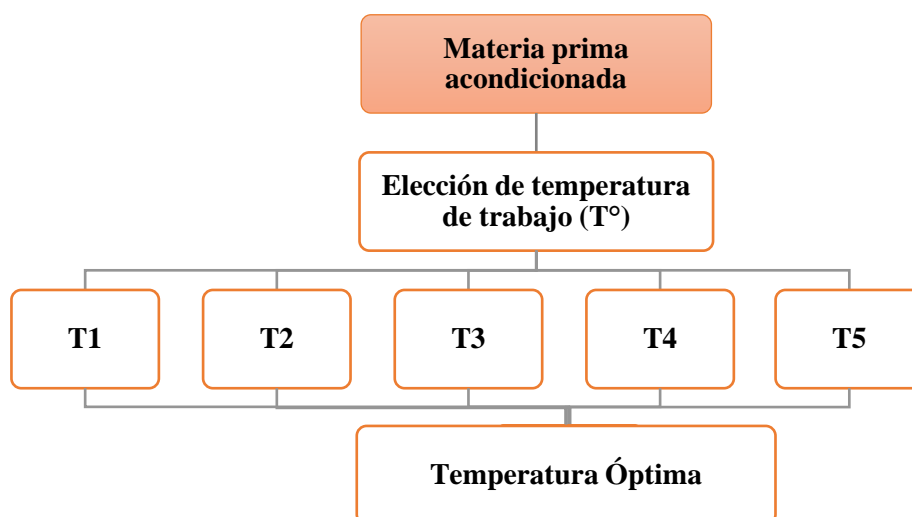 Materia prima
acondicionada
Elección de temperatura
de trabajo (T°)
T1
T2
T3
T4
T5
Temperatura Óptima